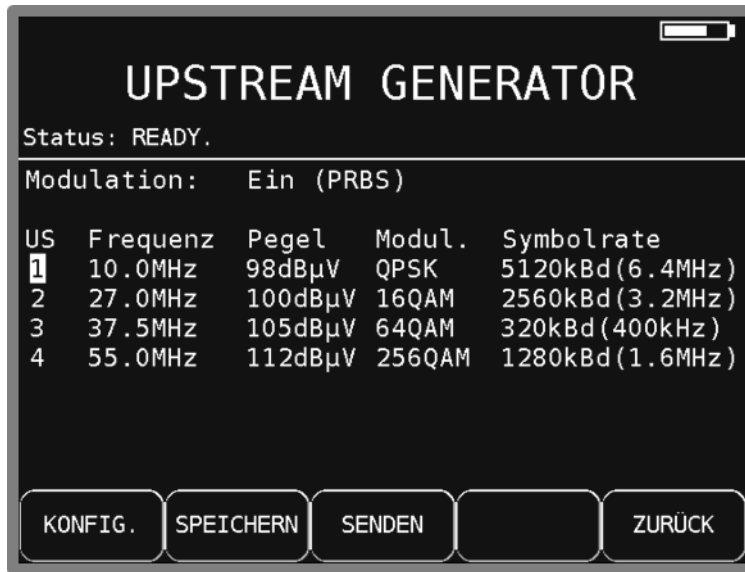 UPSTREAM GENERATOR
Status: READY.
Modulation: Ein (PRBS)
US Frequenz Pegel Modul. Symbolrate
1 10.0MHz 98dBµV QPSK 5120kBd(6.4MHz)
2 27.0MHz 100dBµV 16QAM 2560kBd(3.2MHz)
3 37.5MHz 105dBµV 64QAM 320kBd(400kHz)
4 55.0MHz 112dBµV 256QAM 1280kBd(1.6MHz)
KONFIG. SPEICHERN SENDEN ZURÜCK